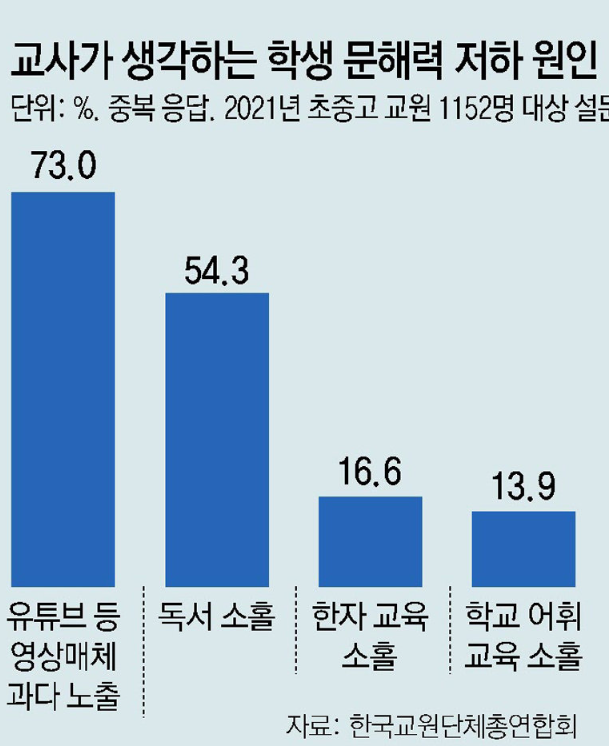 교사가 생각하는 학생 문해력 저하 원인
단위: %. 중복 응답. 2021년 초중고 교원 1152명 대상 설문
73.0
54.3
16.6
13.9
유튜브 등
영상매체
과다 노출
독서 소홀
한자 교육
소홀
학교 어휘
교육 소홀
자료: 한국교원단체총연합회